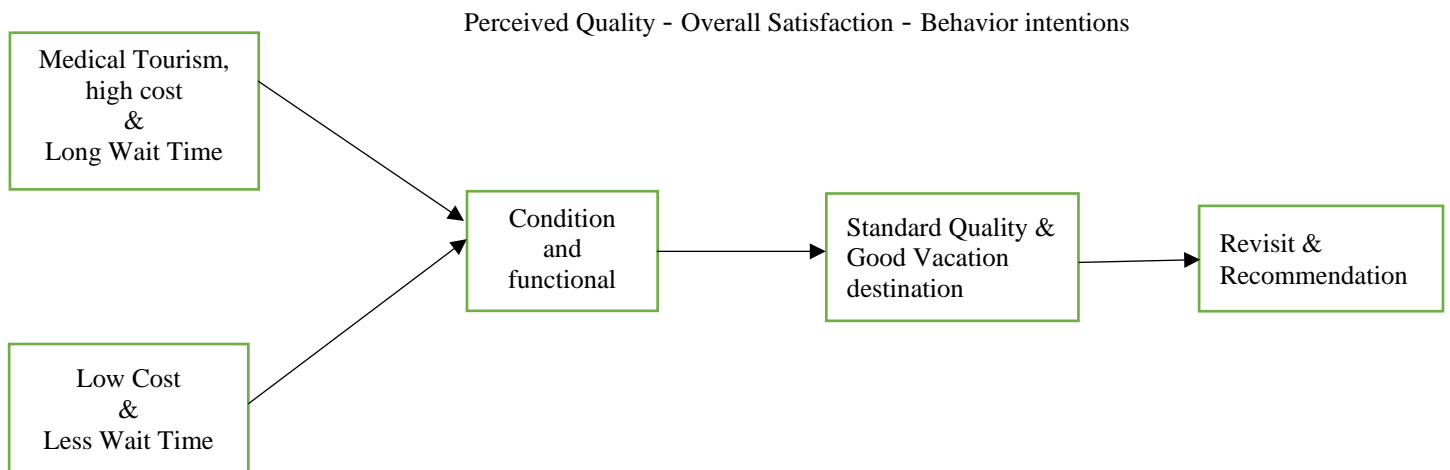 Perceived Quality - Overall Satisfaction - Behavior intentions
Medical Tourism,
high cost
&
Long Wait Time
Condition
and
functional
Standard Quality &
Good Vacation
destination
Revisit &
Recommendation
Low Cost
&
Less Wait Time